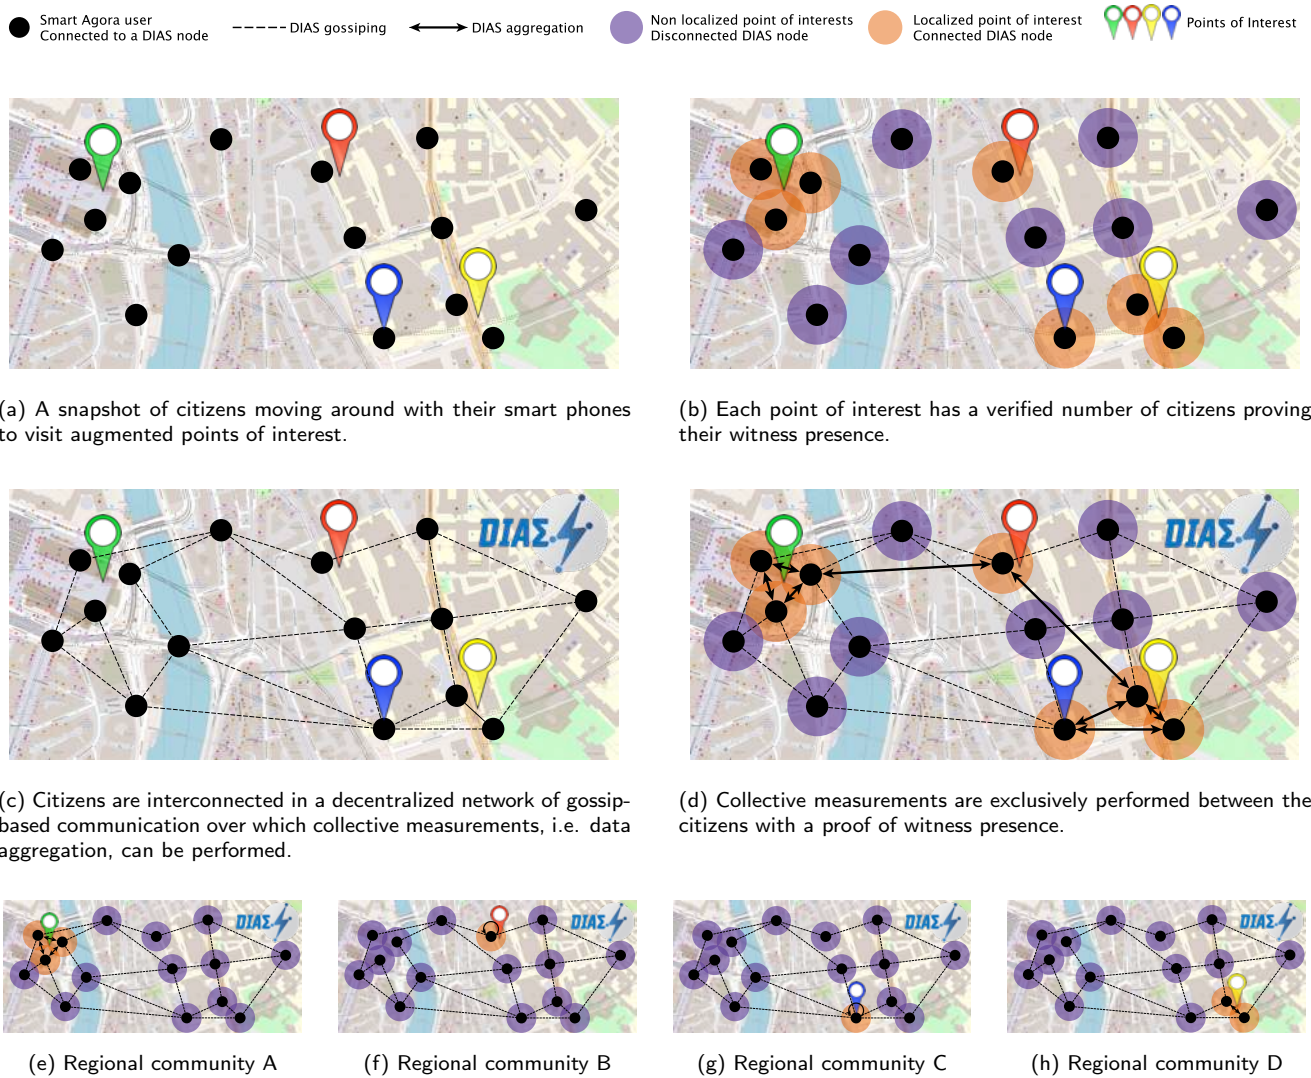 Smart Agora user
Connected to a DIAS node
DIAS gossiping
DIAS aggregation
Non localized point of interests
Disconnected DIAS node
Localized point of interest
Connected DIAS node
Points of Interest
(a) A snapshot of citizens moving around with their smart phones
to visit augmented points of interest.
(b) Each point of interest has a verified number of citizens proving
their witness presence.
DIAΣ
DIAΣ
(c) Citizens are interconnected in a decentralized network of gossip-
based communication over which collective measurements, i.e. data
aggregation, can be performed.
(d) Collective measurements are exclusively performed between the
citizens with a proof of witness presence.
DIAΣ
DIAΣ
DIAΣ
DIAΣ
(e) Regional community A
(f) Regional community B
(g) Regional community C
(h) Regional community D